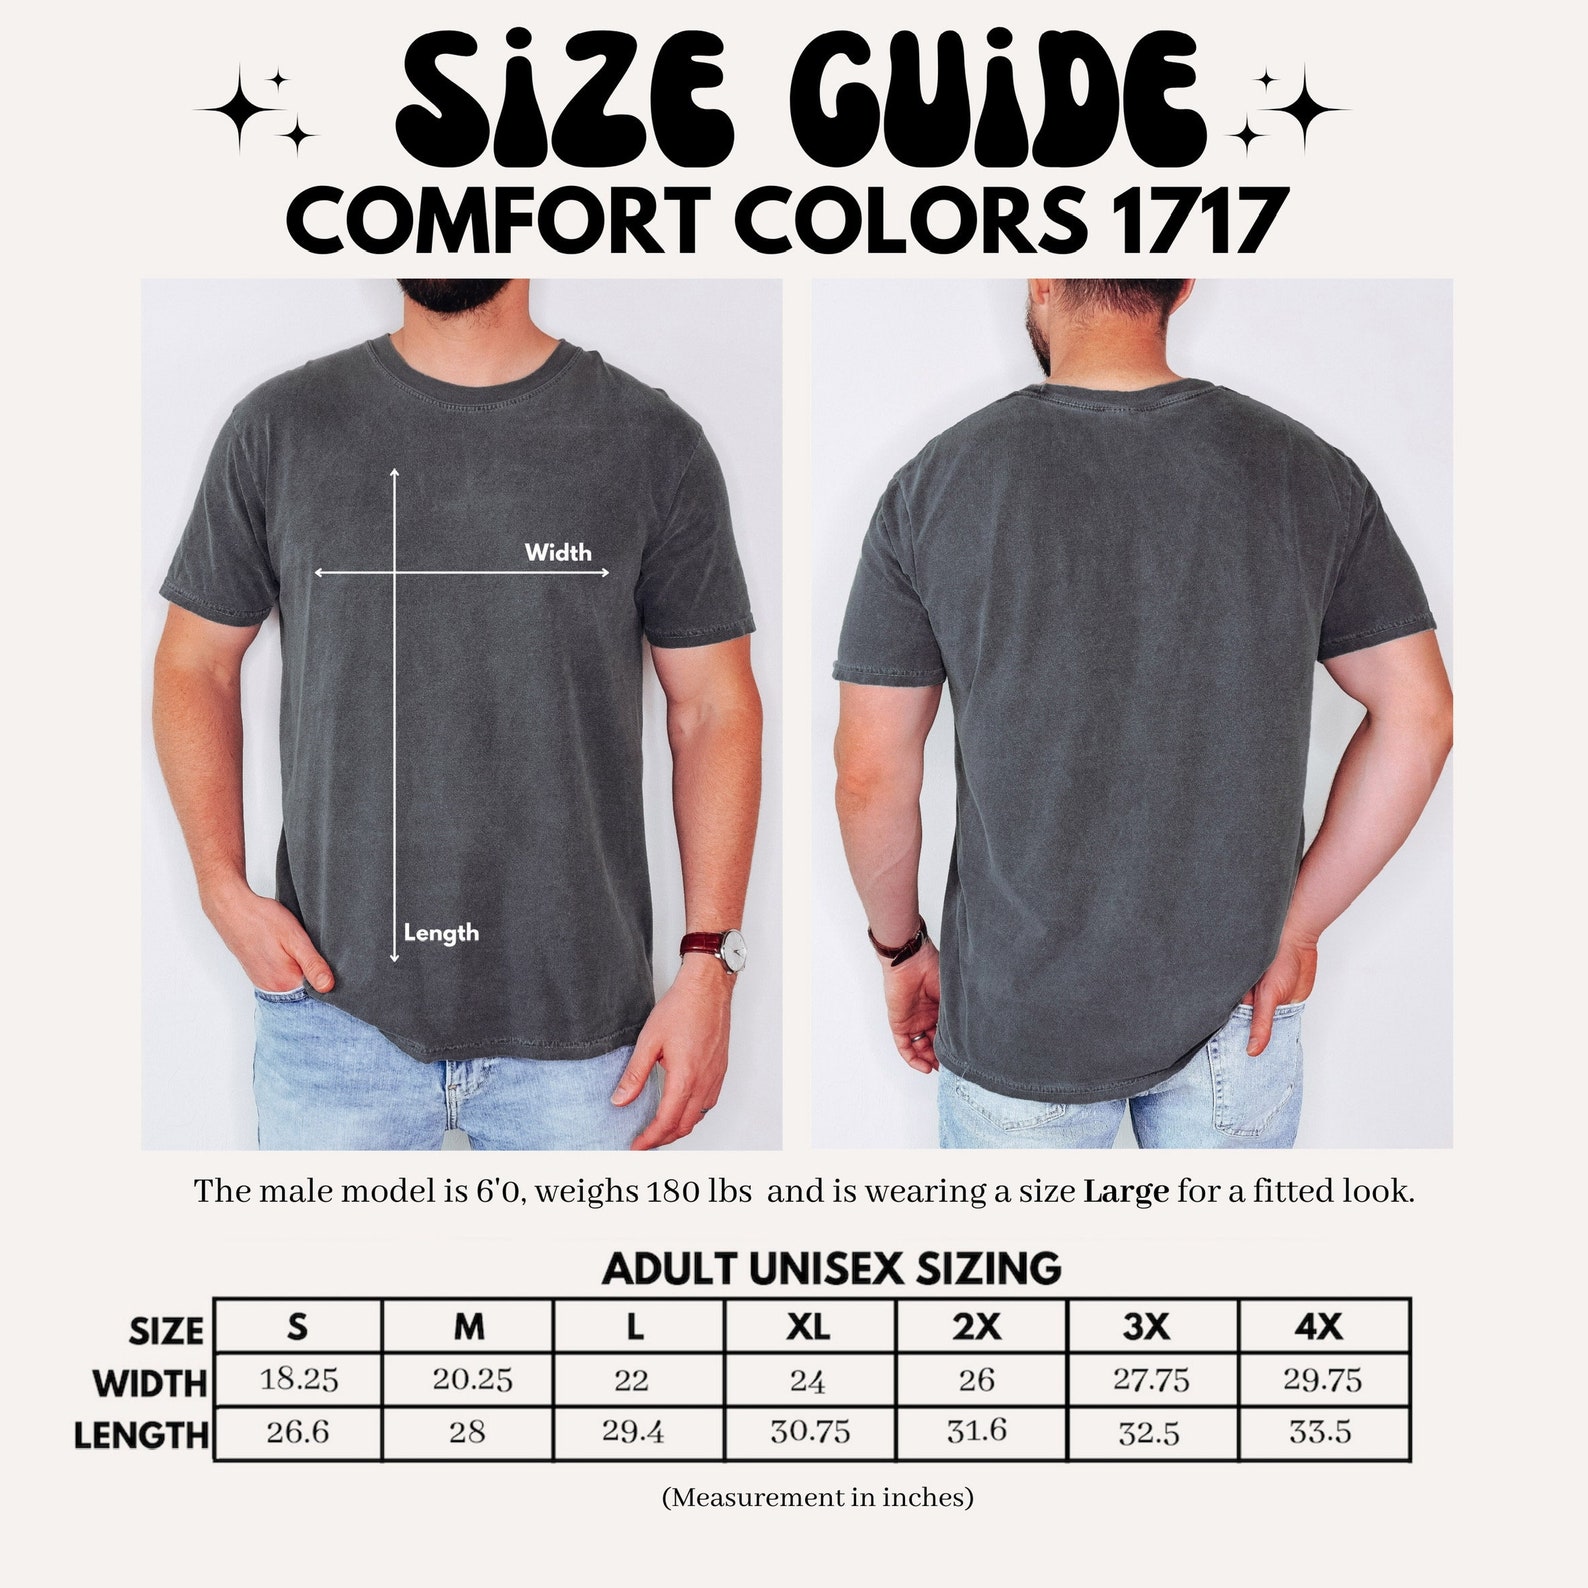 SiZE GUiDE
COMFORT COLORS 1717
Width
Length
The male model is 6'0, weighs 180 lbs and is wearing a size Large for a fitted look.
ADULT UNISEX SIZING
SIZE S M L XL 2X 3X 4X
WIDTH 18.25 20.25 22 24 26 27.75 29.75
LENGTH 26.6 28 29.4 30.75 31.6 32.5 33.5
(Measurement in inches)